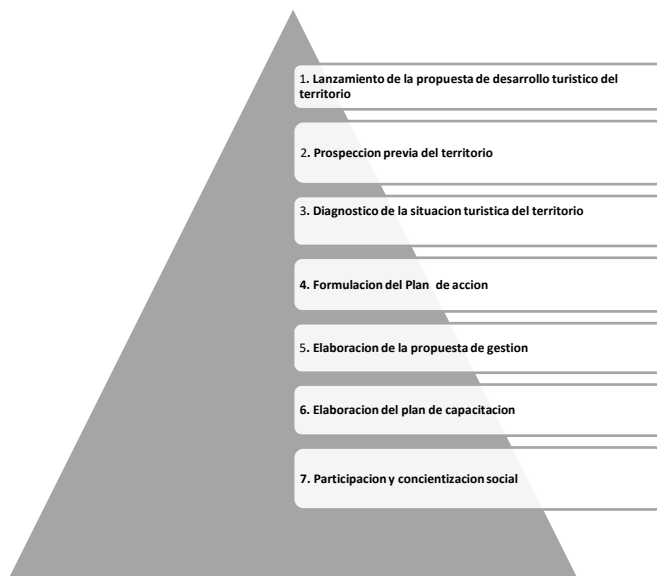 1. Lanzamiento de la propuesta de desarrollo turistico del
territorio
2. Prospeccion previa del territorio
3. Diagnostico de la situacion turistica del territorio
4. Formulacion del Plan de accion
5. Elaboracion de la propuesta de gestion
6. Elaboracion del plan de capacitacion
7. Participacion y concientizacion social